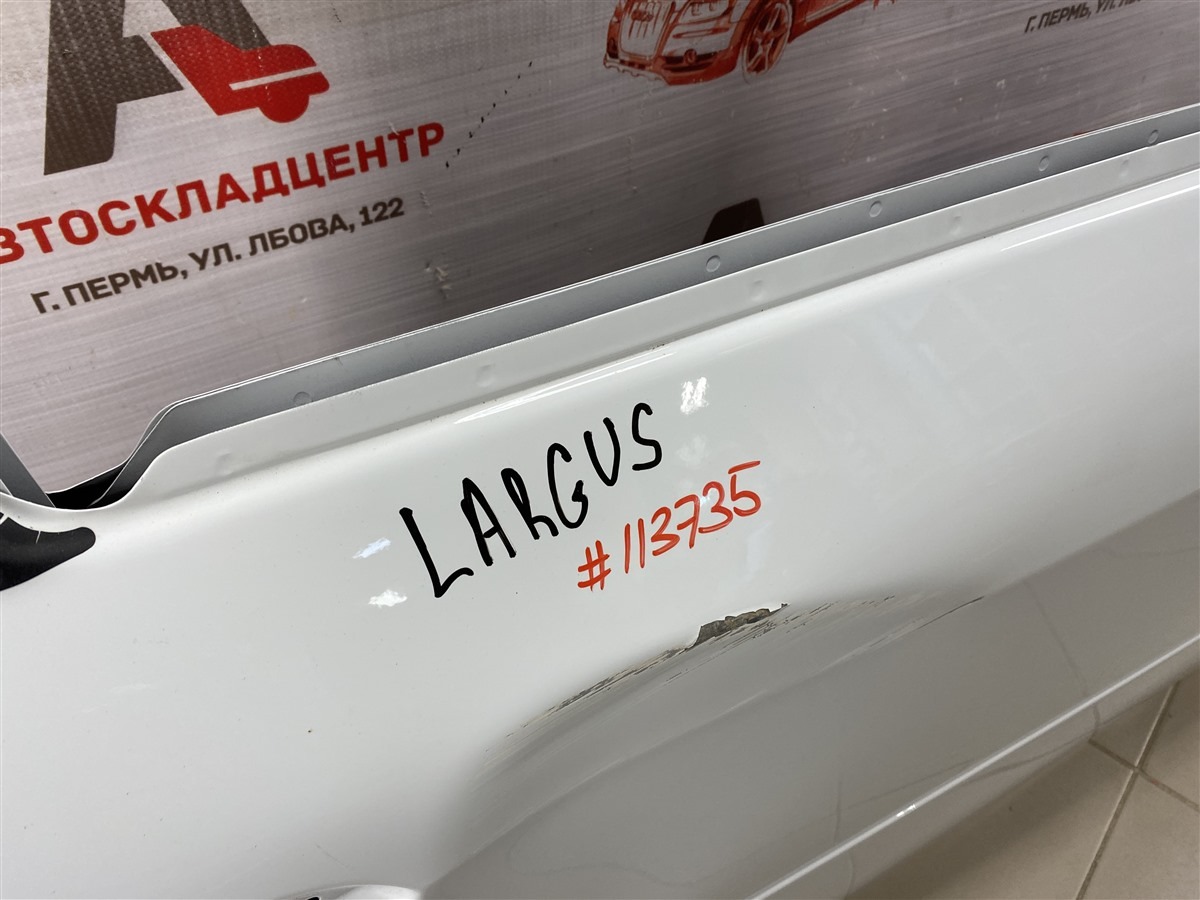 АВТОСКЛАДЦЕНТР
Г. ПЕРМЬ, УЛ. ЛБОВА, 122
Г. ПЕРМЬ, УЛ.
LARGUS
#113735